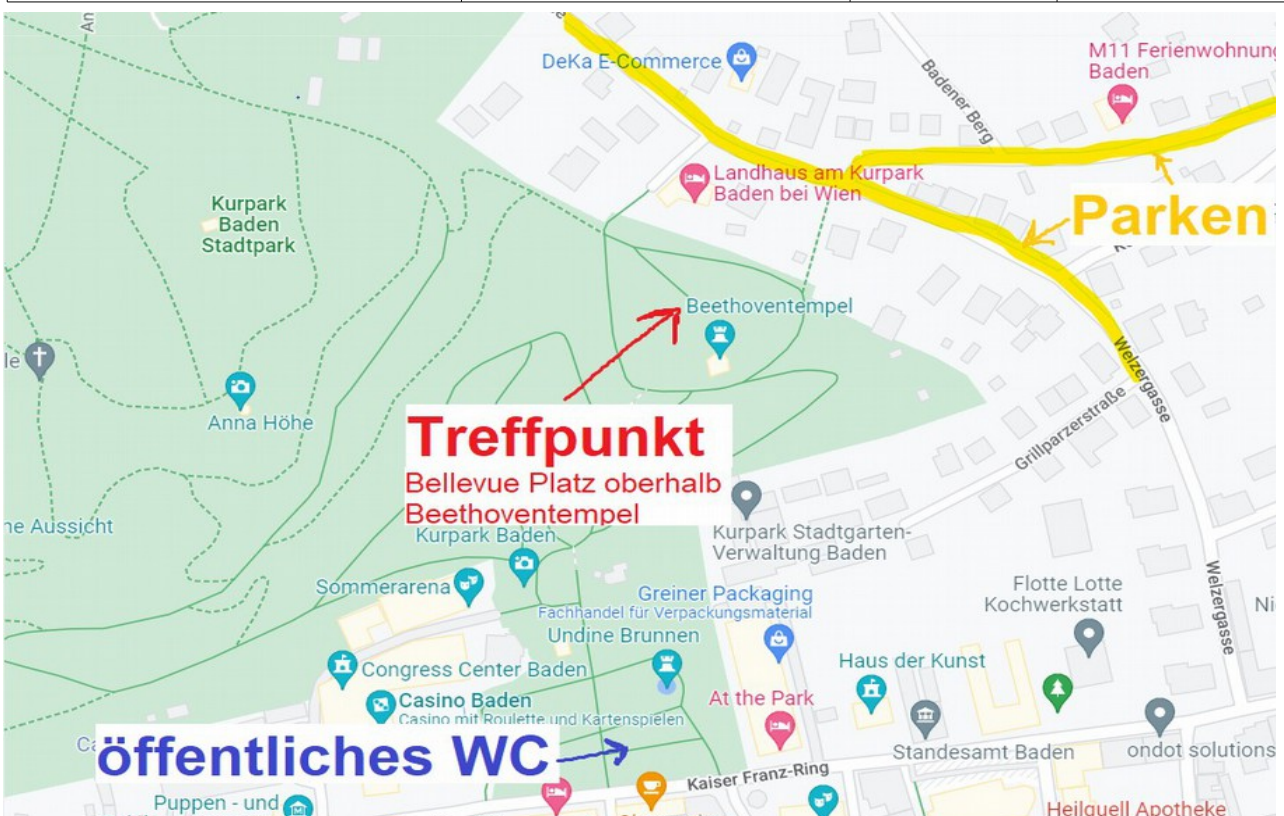 An
DeKa E-Commerce
M11 Ferienwohnung
Baden
Badener Berg
Landhaus am Kurpark
Baden bei Wien
Parken
Kurpark
Baden
Stadtpark
Beethoventempel
Welzergasse
le
Anna Höhe
Treffpunkt
Bellevue Platz oberhalb
Beethoventempel
Grillparzerstraße
ne Aussicht
Kurpark Baden
Kurpark Stadtgarten-
Verwaltung Baden
Sommerarena
Greiner Packaging
Fachhandel für Verpackungsmaterial
Flotte Lotte
Kochwerkstatt
Ni
Welzergasse
Undine Brunnen
Congress Center Baden
Haus der Kunst
Casino Baden
Casino mit Roulette und Kartenspielen
At the Park
öffentliches WC
Standesamt Baden
ondot solutions
Kaiser Franz-Ring
Puppen - und
Heilquell Apotheke